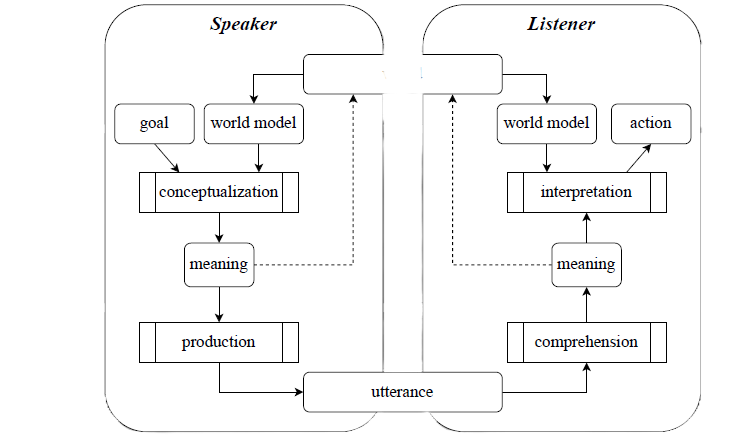 Speaker
Listener
goal
world model
world model
action
conceptualization
interpretation
meaning
meaning
production
comprehension
utterance